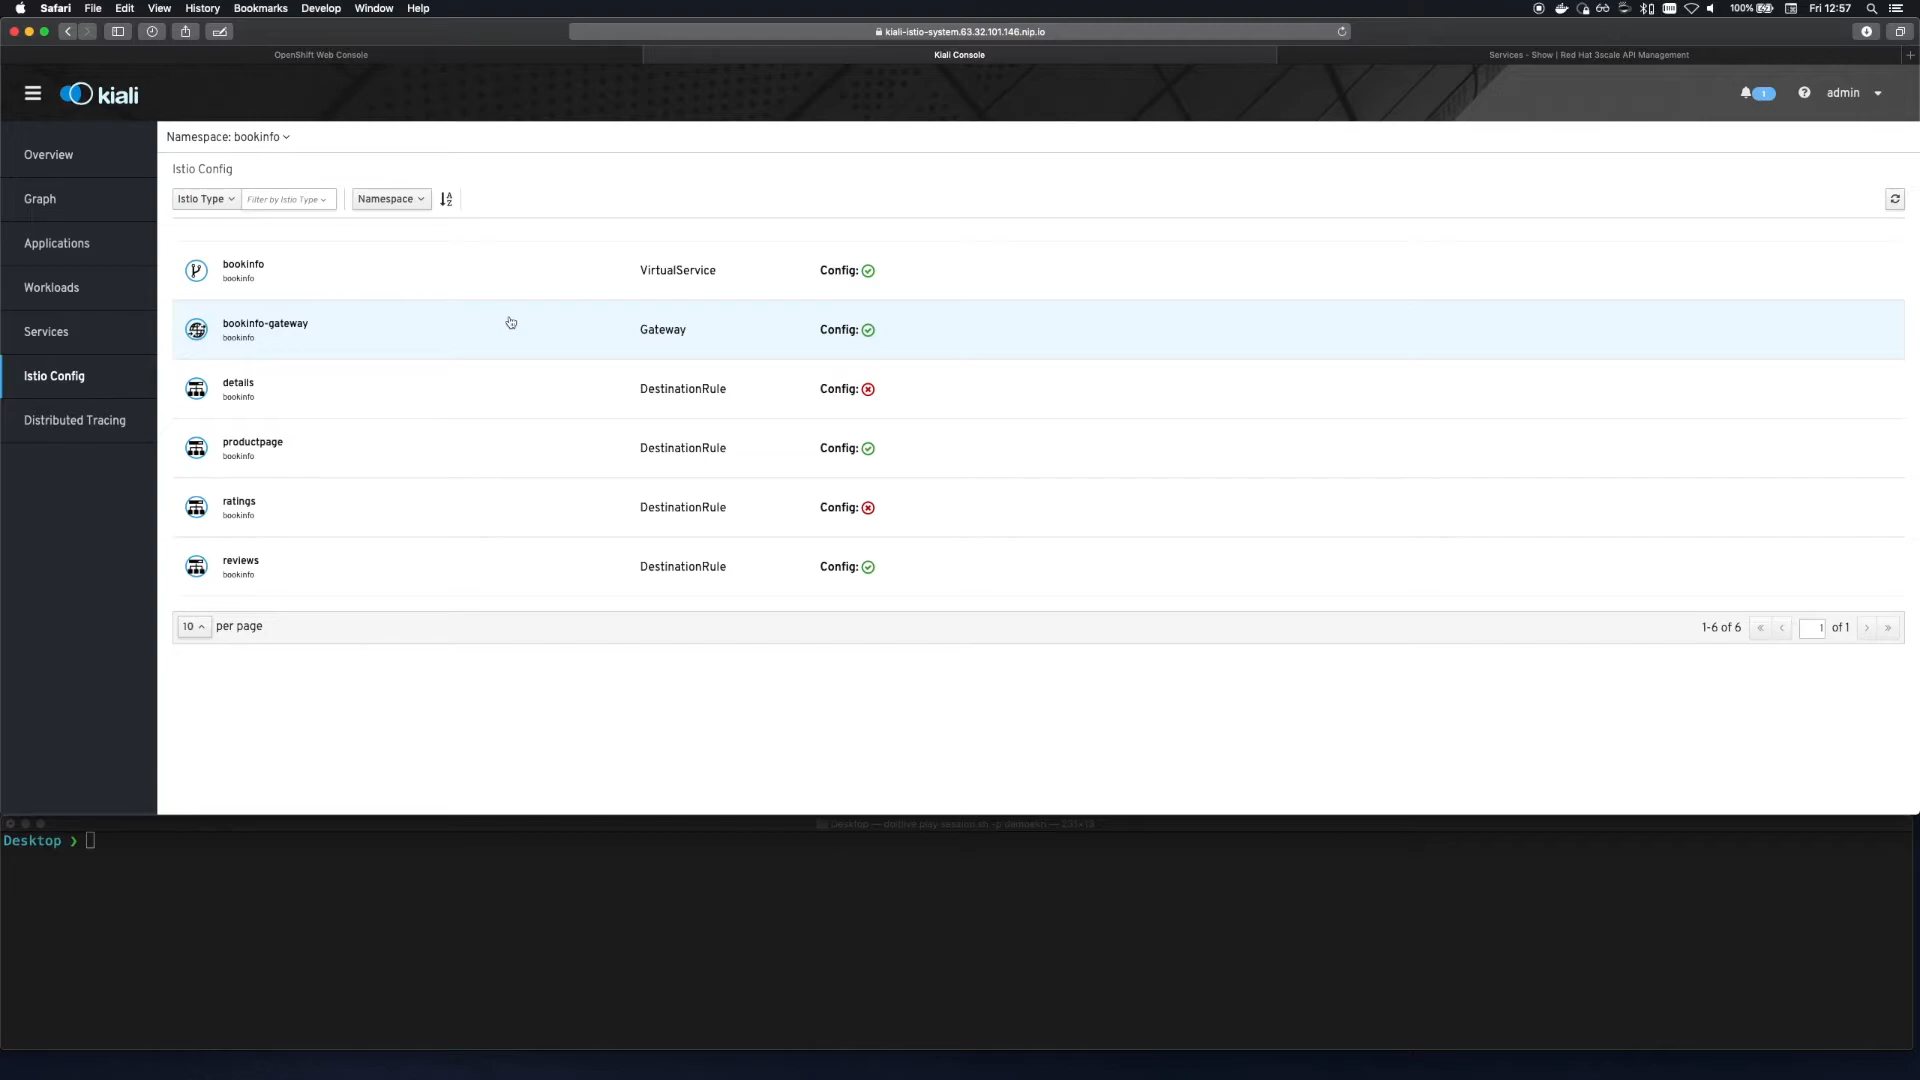 Safari File Edit View History Bookmarks Develop Window Help 100% Fri 12:57
kiali-istio-system.63.32.101.146.nip.io
OpenShift Web Console Kiali Console Services - Show | Red Hat 3scale API Management
kiali 1 admin
Namespace: bookinfo
Overview
Istio Config
Graph
Istio Type Filter by Istio Type Namespace
Applications
bookinfo VirtualService Config:
bookinfo
Workloads
bookinfo-gateway Gateway Config:
bookinfo
Services
Istio Config
details DestinationRule Config:
bookinfo
Distributed Tracing
productpage DestinationRule Config:
bookinfo
ratings DestinationRule Config:
bookinfo
reviews DestinationRule Config:
bookinfo
10 per page 1-6 of 6 « ‹ 1 of 1 › »
Desktop ❯